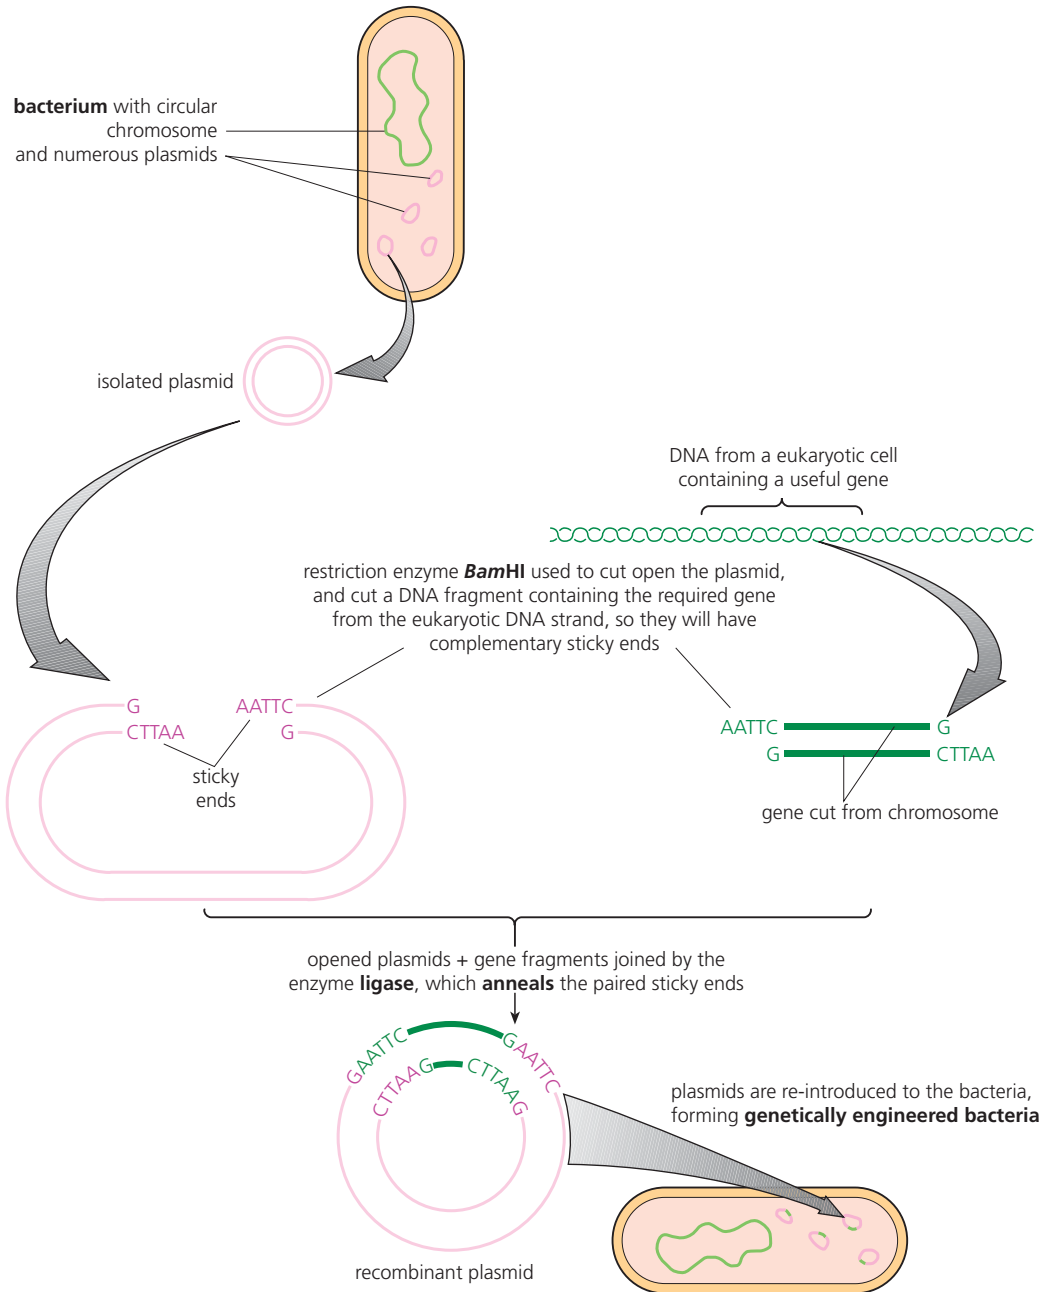 bacterium with circular
chromosome
and numerous plasmids
isolated plasmid
DNA from a eukaryotic cell
containing a useful gene
restriction enzyme BamHI used to cut open the plasmid,
and cut a DNA fragment containing the required gene
from the eukaryotic DNA strand, so they will have
complementary sticky ends
G AATTC
CTTAA G
sticky
ends
AATTC G
G CTTAA
gene cut from chromosome
opened plasmids + gene fragments joined by the
enzyme ligase, which anneals the paired sticky ends
GAATTC GAATTC
CTTAAG CTTAAG
plasmids are re-introduced to the bacteria,
forming genetically engineered bacteria
recombinant plasmid